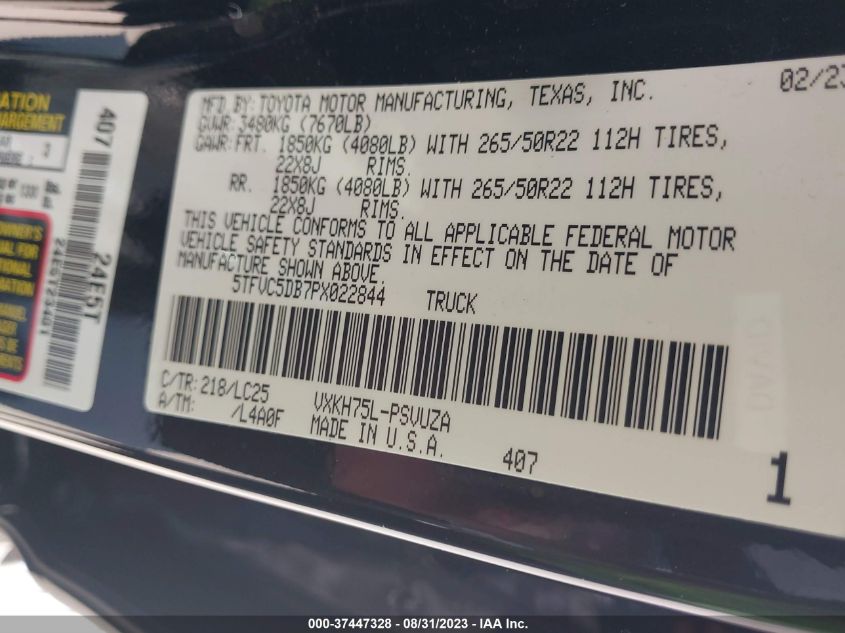 MFD.BY: TOYOTA MOTOR MANUFACTURING, TEXAS, INC. 02/23
GVWR: 3480KG (7670LB)
GAWR: FRT. 1850KG (4080LB) WITH 265/50R22 112H TIRES,
22X8J RIMS.
RR. 1850KG (4080LB) WITH 265/50R22 112H TIRES,
22X8J RIMS.
THIS VEHICLE CONFORMS TO ALL APPLICABLE FEDERAL MOTOR
VEHICLE SAFETY STANDARDS IN EFFECT ON THE DATE OF
MANUFACTURE SHOWN ABOVE.
5TFVC5DB7PX022844 TRUCK
C/TR: 218/LC25 VXKH75L-PSVUZA
A/TM: /L4A0F MADE IN U.S.A. 407
1
407
24E5T
24E5T23401
000-37447328 - 08/31/2023 - IAA Inc.